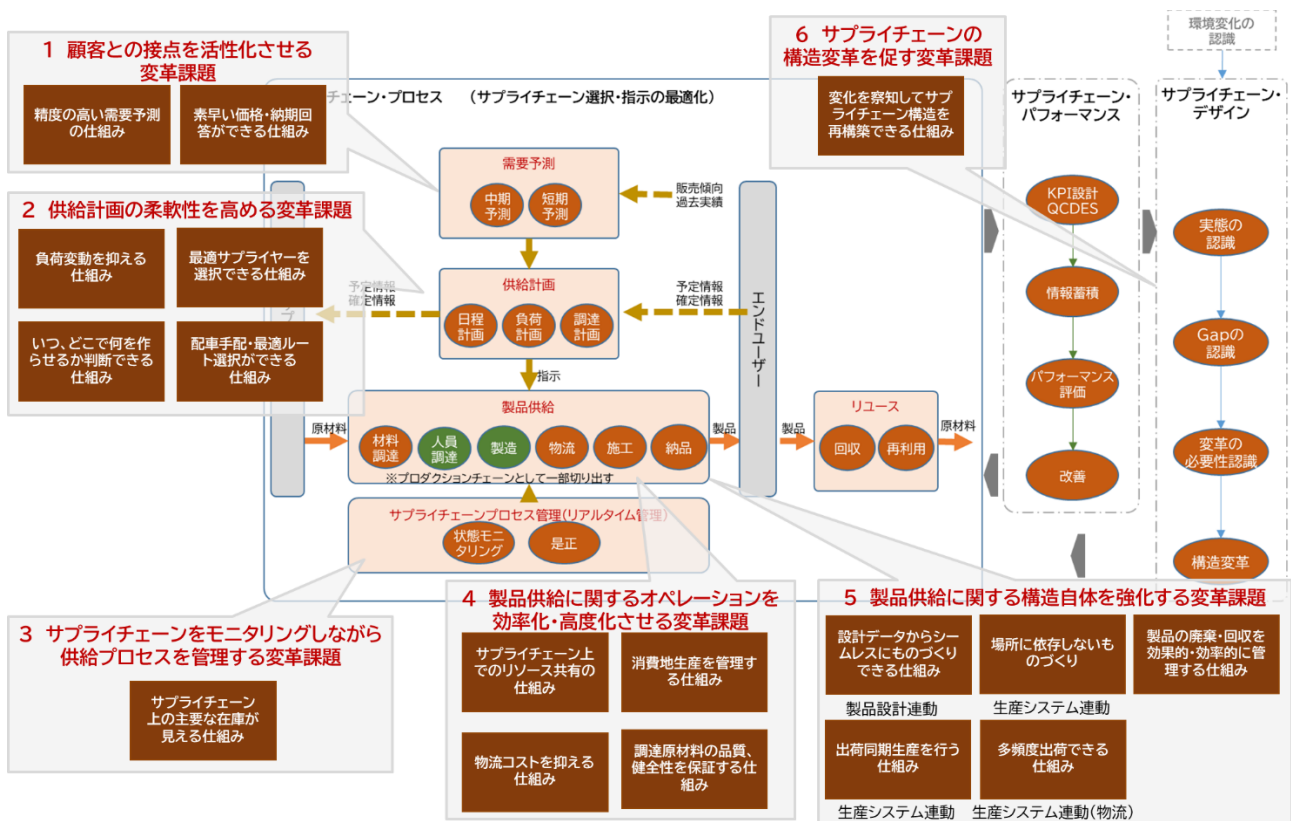 1 顧客との接点を活性化させる
変革課題
精度の高い需要予測
の仕組み
素早い価格・納期回
答ができる仕組み
チェーン・プロセス (サプライチェーン選択・指示の最適化)
6 サプライチェーンの
構造変革を促す変革課題
変化を察知してサプ
ライチェーン構造を
再構築できる仕組み
環境変化の
認識
サプライチェーン・
パフォーマンス
サプライチェーン・
デザイン
需要予測
中期
予測
短期
予測
販売傾向
過去実績
2 供給計画の柔軟性を高める変革課題
負荷変動を抑える
仕組み
最適サプライヤーを
選択できる仕組み
いつ、どこで何を作
らせるか判断できる
仕組み
配車手配・最適ルー
ト選択ができる
仕組み
予定情報
確定情報
供給計画
日程
計画
負荷
計画
調達
計画
予定情報
確定情報
エンドユーザー
指示
製品供給
原材料
材料
調達
人員
調達
製造
物流
施工
納品
※プロダクションチェーンとして一部切り出す
製品
製品
リユース
回収
再利用
原材料
サプライチェーンプロセス管理(リアルタイム管理)
状態モニ
タリング
是正
KPI設計
QCDES
情報蓄積
パフォーマンス
評価
改善
実態の
認識
Gapの
認識
変革の
必要性認識
構造変革
3 サプライチェーンをモニタリングしながら
供給プロセスを管理する変革課題
サプライチェーン
上の主要な在庫が
見える仕組み
4 製品供給に関するオペレーションを
効率化・高度化させる変革課題
サプライチェーン上
でのリソース共有の
仕組み
消費地生産を管理す
る仕組み
物流コストを抑える
仕組み
調達原材料の品質、
健全性を保証する仕
組み
5 製品供給に関する構造自体を強化する変革課題
設計データからシー
ムレスにものづくり
できる仕組み
場所に依存しないも
のづくり
製品の廃棄・回収を
効果的・効率的に管
理する仕組み
製品設計連動
生産システム連動
出荷同期生産を行う
仕組み
多頻度出荷できる
仕組み
生産システム連動
生産システム連動(物流)